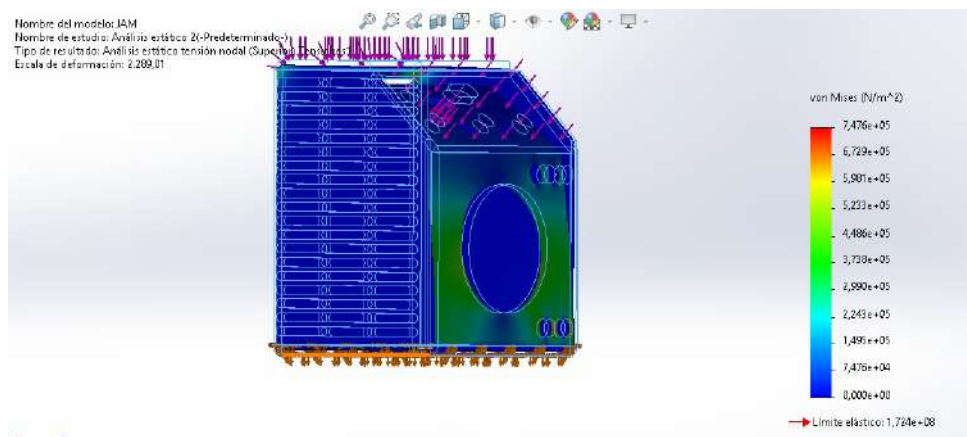 Nombre del modelo: JAM
Nombre de estudio: Análisis estático 2(-Predeterminado-)
Tipo de resultado: Análisis estático tensión nodal (Superior) Tensiones1
Escala de deformación: 2.289,01
von Mises (N/m^2)
7,476e+05
6,729e+05
5,981e+05
5,233e+05
4,486e+05
3,738e+05
2,990e+05
2,243e+05
1,495e+05
7,476e+04
0,000e+00
Límite elástico: 1,724e+08